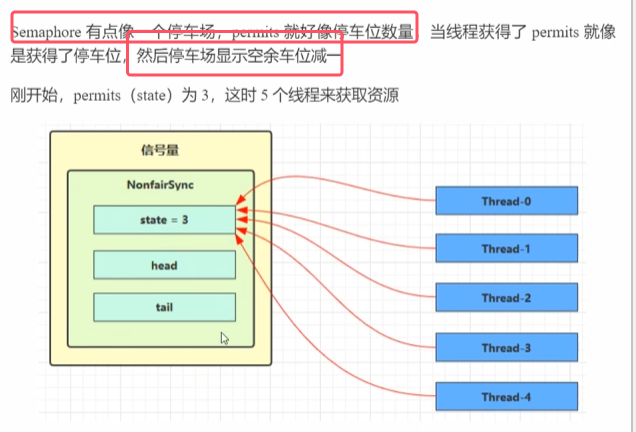 Semaphore 有点像一个停车场，permits 就好像停车位数量，当线程获得了 permits 就像
是获得了停车位，然后停车场显示空余车位减一
刚开始，permits（state）为 3，这时 5 个线程来获取资源
信号量
NonfairSync
state = 3
head
tail
Thread-0
Thread-1
Thread-2
Thread-3
Thread-4